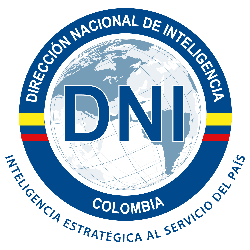 DIRECCIÓN NACIONAL DE INTELIGENCIA
DNI
COLOMBIA
INTELIGENCIA ESTRATÉGICA AL SERVICIO DEL PAÍS